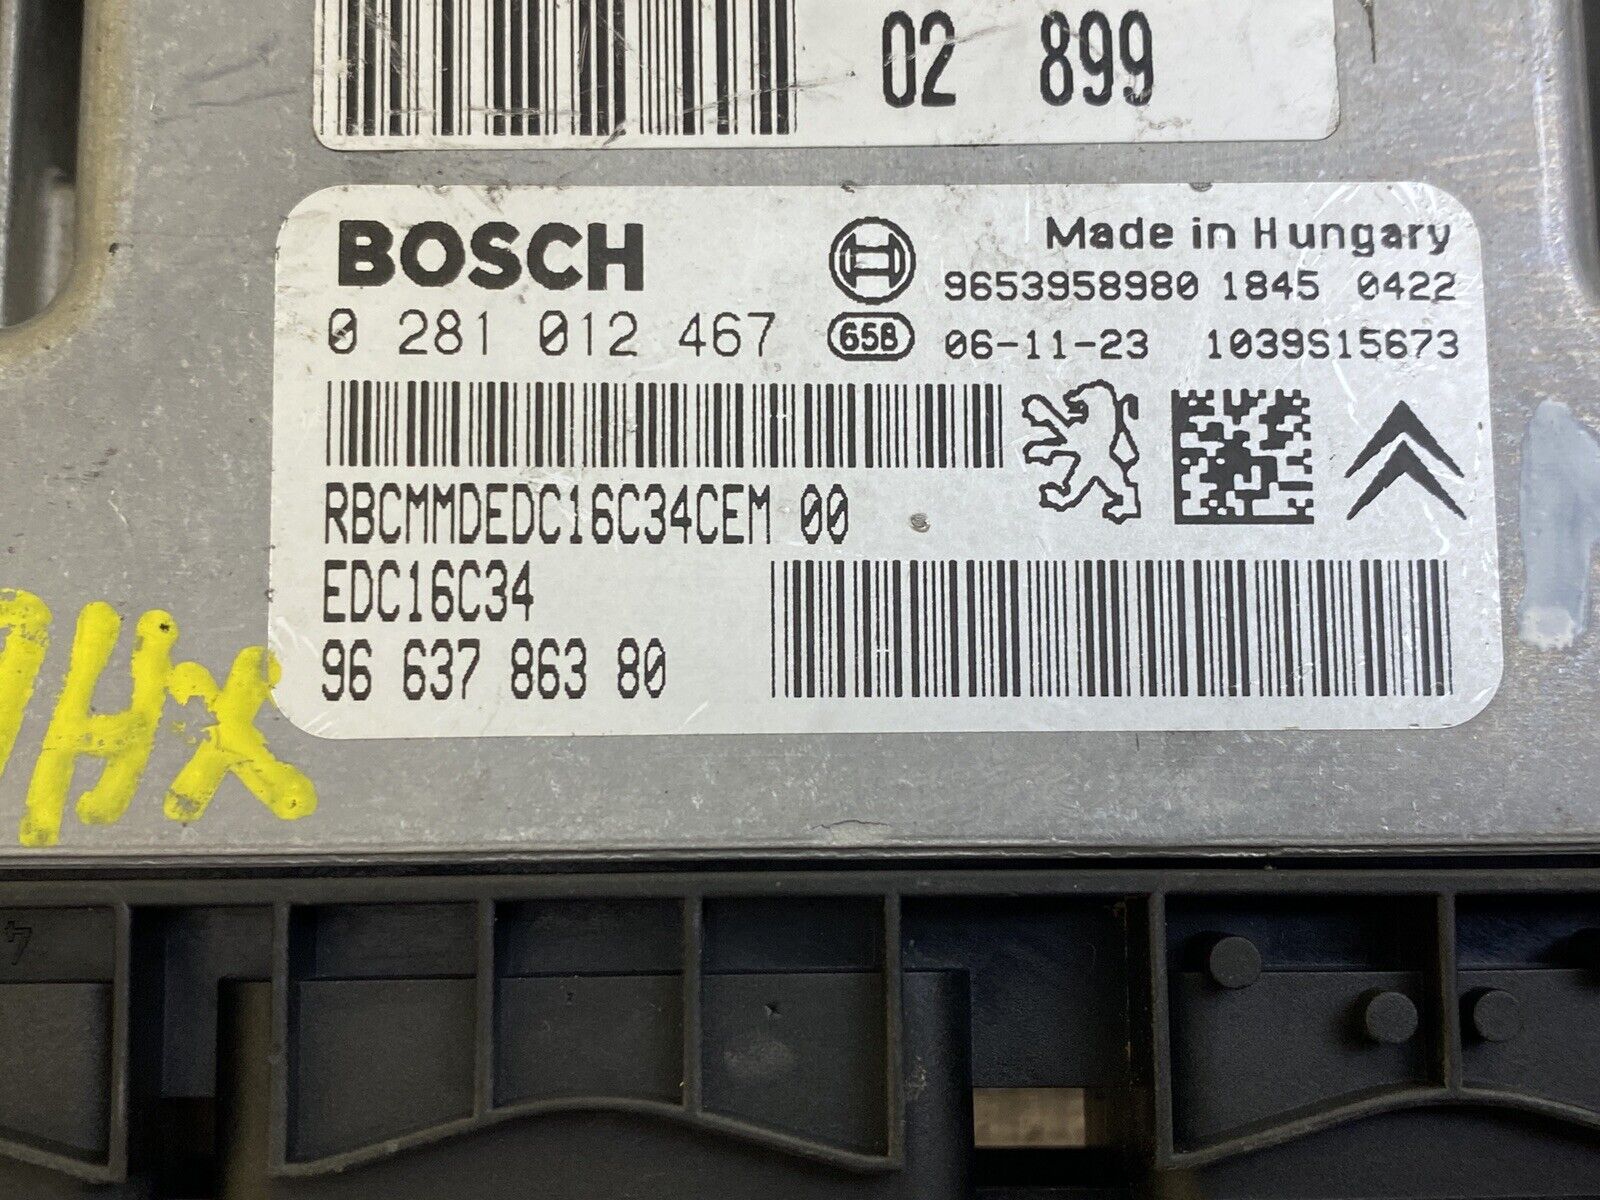 02 899
BOSCH
Made in Hungary
9653958980 1845 0422
0 281 012 467
658
06-11-23 1039S15673
RBCMMDEDC16C34CEM 00
EDC16C34
96 637 863 80